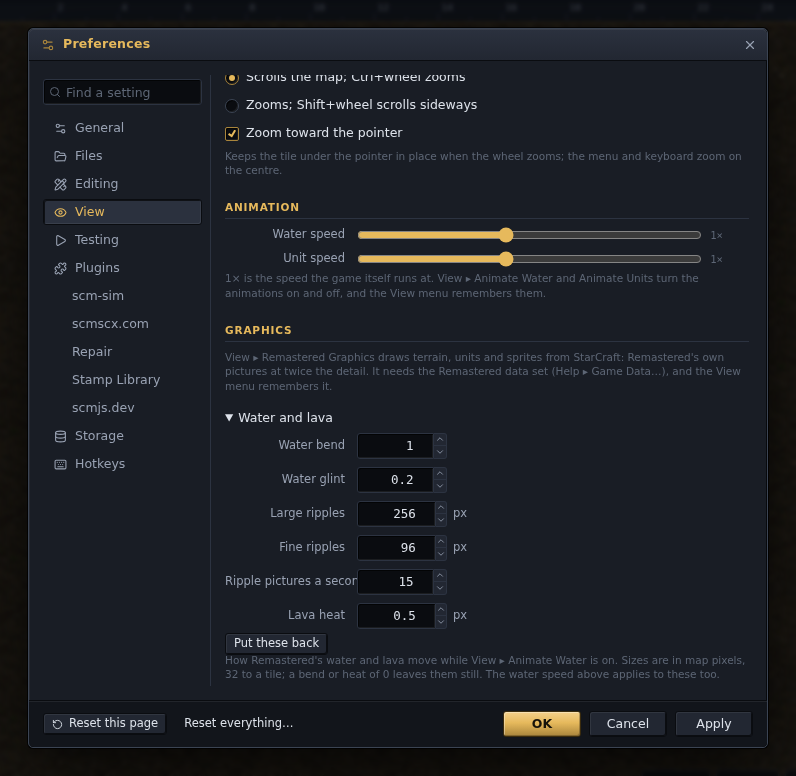 Preferences
Find a setting
General
Files
Editing
View
Testing
Plugins
scm-sim
scmscx.com
Repair
Stamp Library
scmjs.dev
Storage
Hotkeys
Scrolls the map; Ctrl+wheel zooms
Zooms; Shift+wheel scrolls sideways
Zoom toward the pointer
Keeps the tile under the pointer in place when the wheel zooms; the menu and keyboard zoom on
the centre.
ANIMATION
Water speed 1×
Unit speed 1×
1× is the speed the game itself runs at. View ▸ Animate Water and Animate Units turn the
animations on and off, and the View menu remembers them.
GRAPHICS
View ▸ Remastered Graphics draws terrain, units and sprites from StarCraft: Remastered's own
pictures at twice the detail. It needs the Remastered data set (Help ▸ Game Data...), and the View
menu remembers it.
▼ Water and lava
Water bend 1
Water glint 0.2
Large ripples 256 px
Fine ripples 96 px
Ripple pictures a secon 15
Lava heat 0.5 px
Put these back
How Remastered's water and lava move while View ▸ Animate Water is on. Sizes are in map pixels,
32 to a tile; a bend or heat of 0 leaves them still. The water speed above applies to these too.
Reset this page Reset everything... OK Cancel Apply